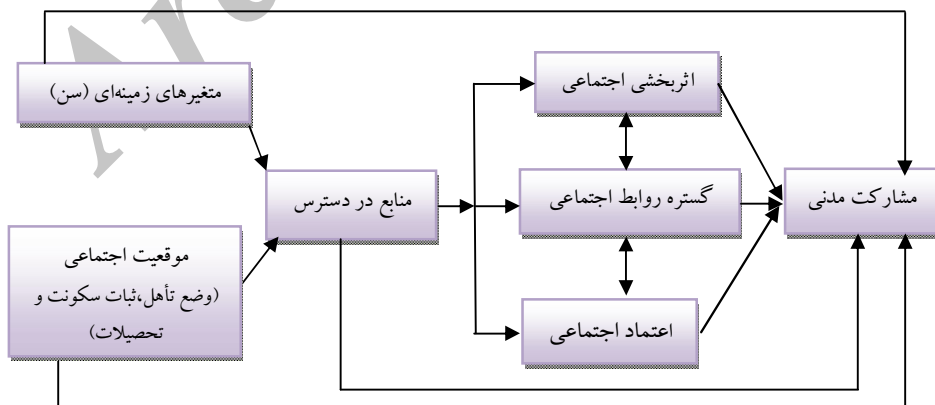 متغیرهای زمینه‌ای (سن)
اثربخشی اجتماعی
منابع در دسترس
گستره روابط اجتماعی
مشارکت مدنی
موقعیت اجتماعی
(وضع تأهل،ثبات سکونت و
تحصیلات)
اعتماد اجتماعی